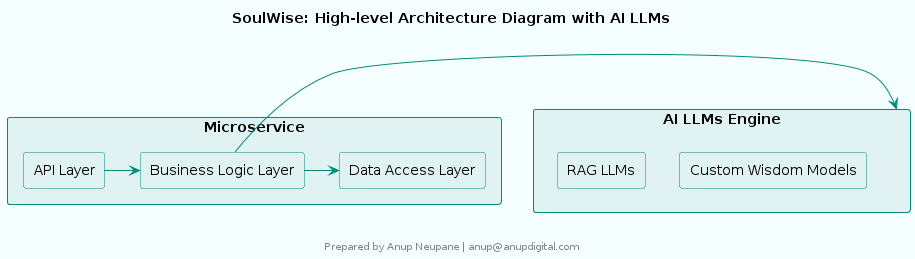 SoulWise: High-level Architecture Diagram with AI LLMs
Microservice
API Layer
Business Logic Layer
Data Access Layer
AI LLMs Engine
RAG LLMs
Custom Wisdom Models
Prepared by Anup Neupane | anup@anupdigital.com